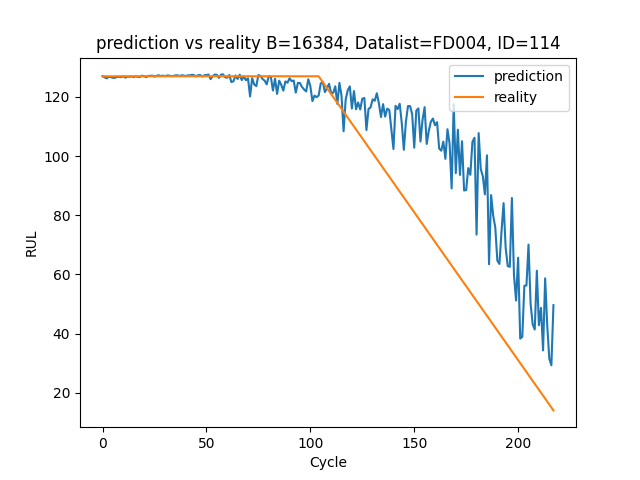 prediction vs reality B=16384, Datalist=FD004, ID=114
prediction
reality
RUL
120
100
80
60
40
20
0
50
100
150
200
Cycle